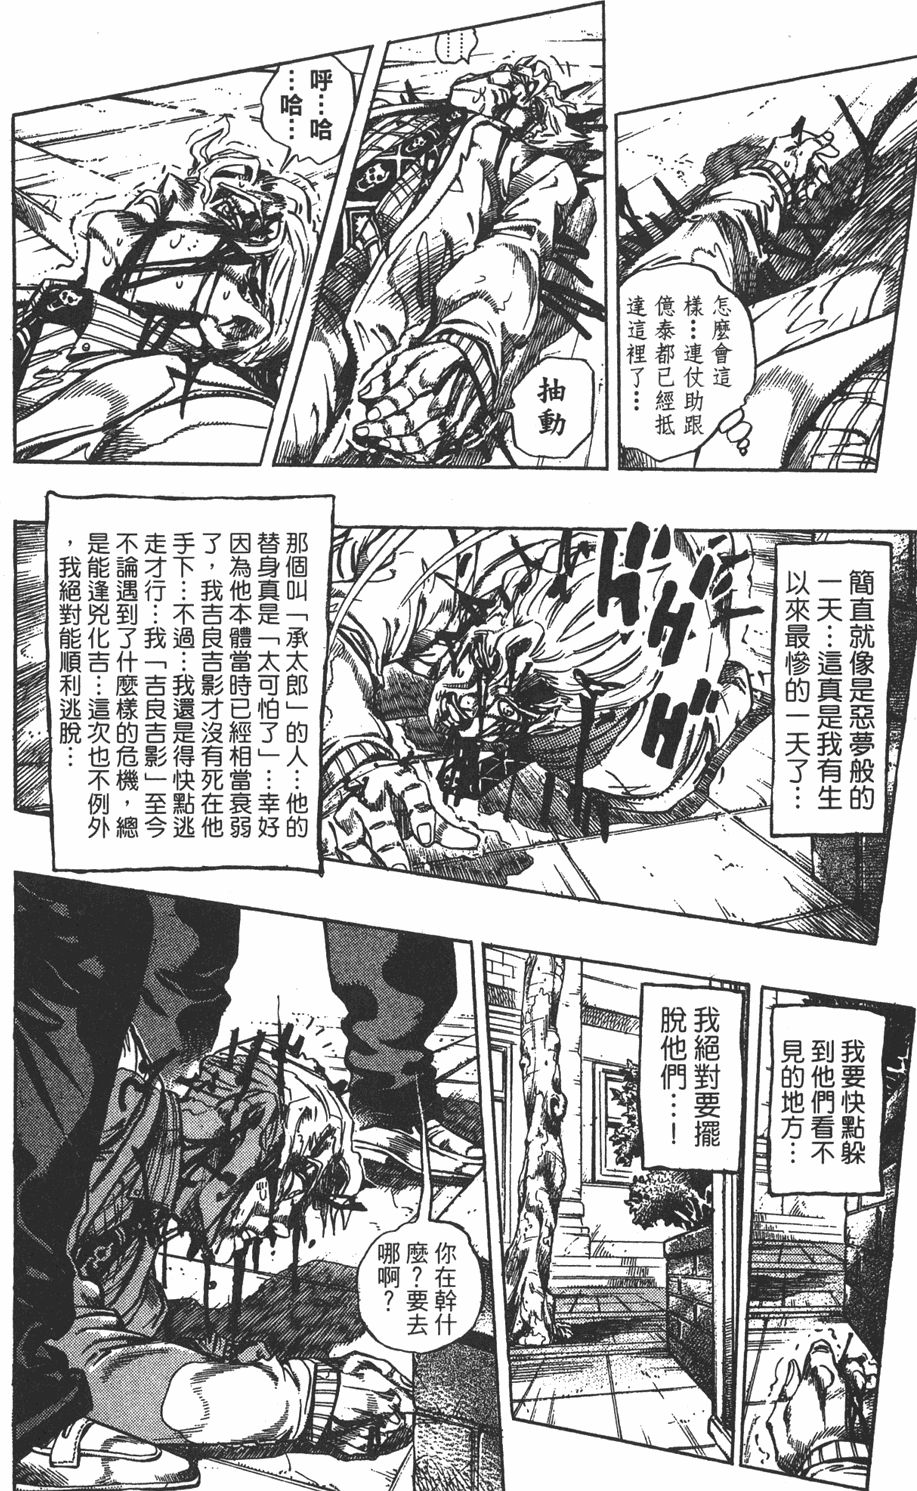 怎麼會這
樣…連仗助跟
億泰都已經抵
達這裡了…
………
抽動
呼…哈
…哈…
簡直就像是惡夢般的
一天…這真是我有生
以來最慘的一天了…
ゴゴゴゴ
那個叫「承太郎」的人…他的
替身真是「太可怕了」…幸好
因為他本體當時已經相當衰弱
了，我吉良吉影才沒有死在他
手下…不過…我還是得快點逃
走才行…我「吉良吉影」至今
不論遇到了什麼樣的危機，總
是能逢凶化吉…這次也不例外
，我絕對能順利逃脫…
我要快點躲
到他們看不
見的地方…
我絕對要擺
脫他們…！
你在幹什
麼？要去
哪啊？